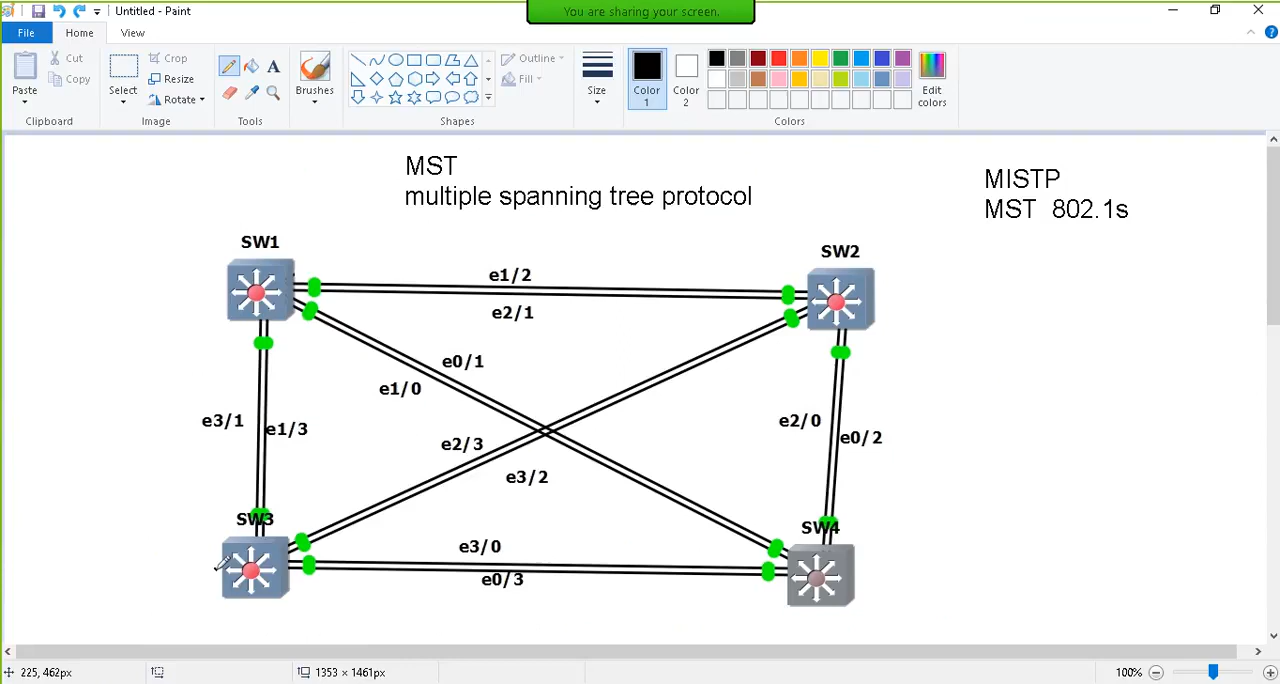 You are sharing your screen.
Untitled - Paint
File
Home
View
Paste
Cut
Copy
Clipboard
Select
Crop
Resize
Rotate
Image
A
Tools
Brushes
Outline
Fill
Shapes
Size
Color
1
Color
2
Edit
colors
Colors
MST
multiple spanning tree protocol
MISTP
MST 802.1s
SW1
SW2
e1/2
e2/1
e0/1
e1/0
e3/1
e1/3
e2/0
e0/2
e2/3
e3/2
SW3
SW4
e3/0
e0/3
225, 462px
1353 × 1461px
100%